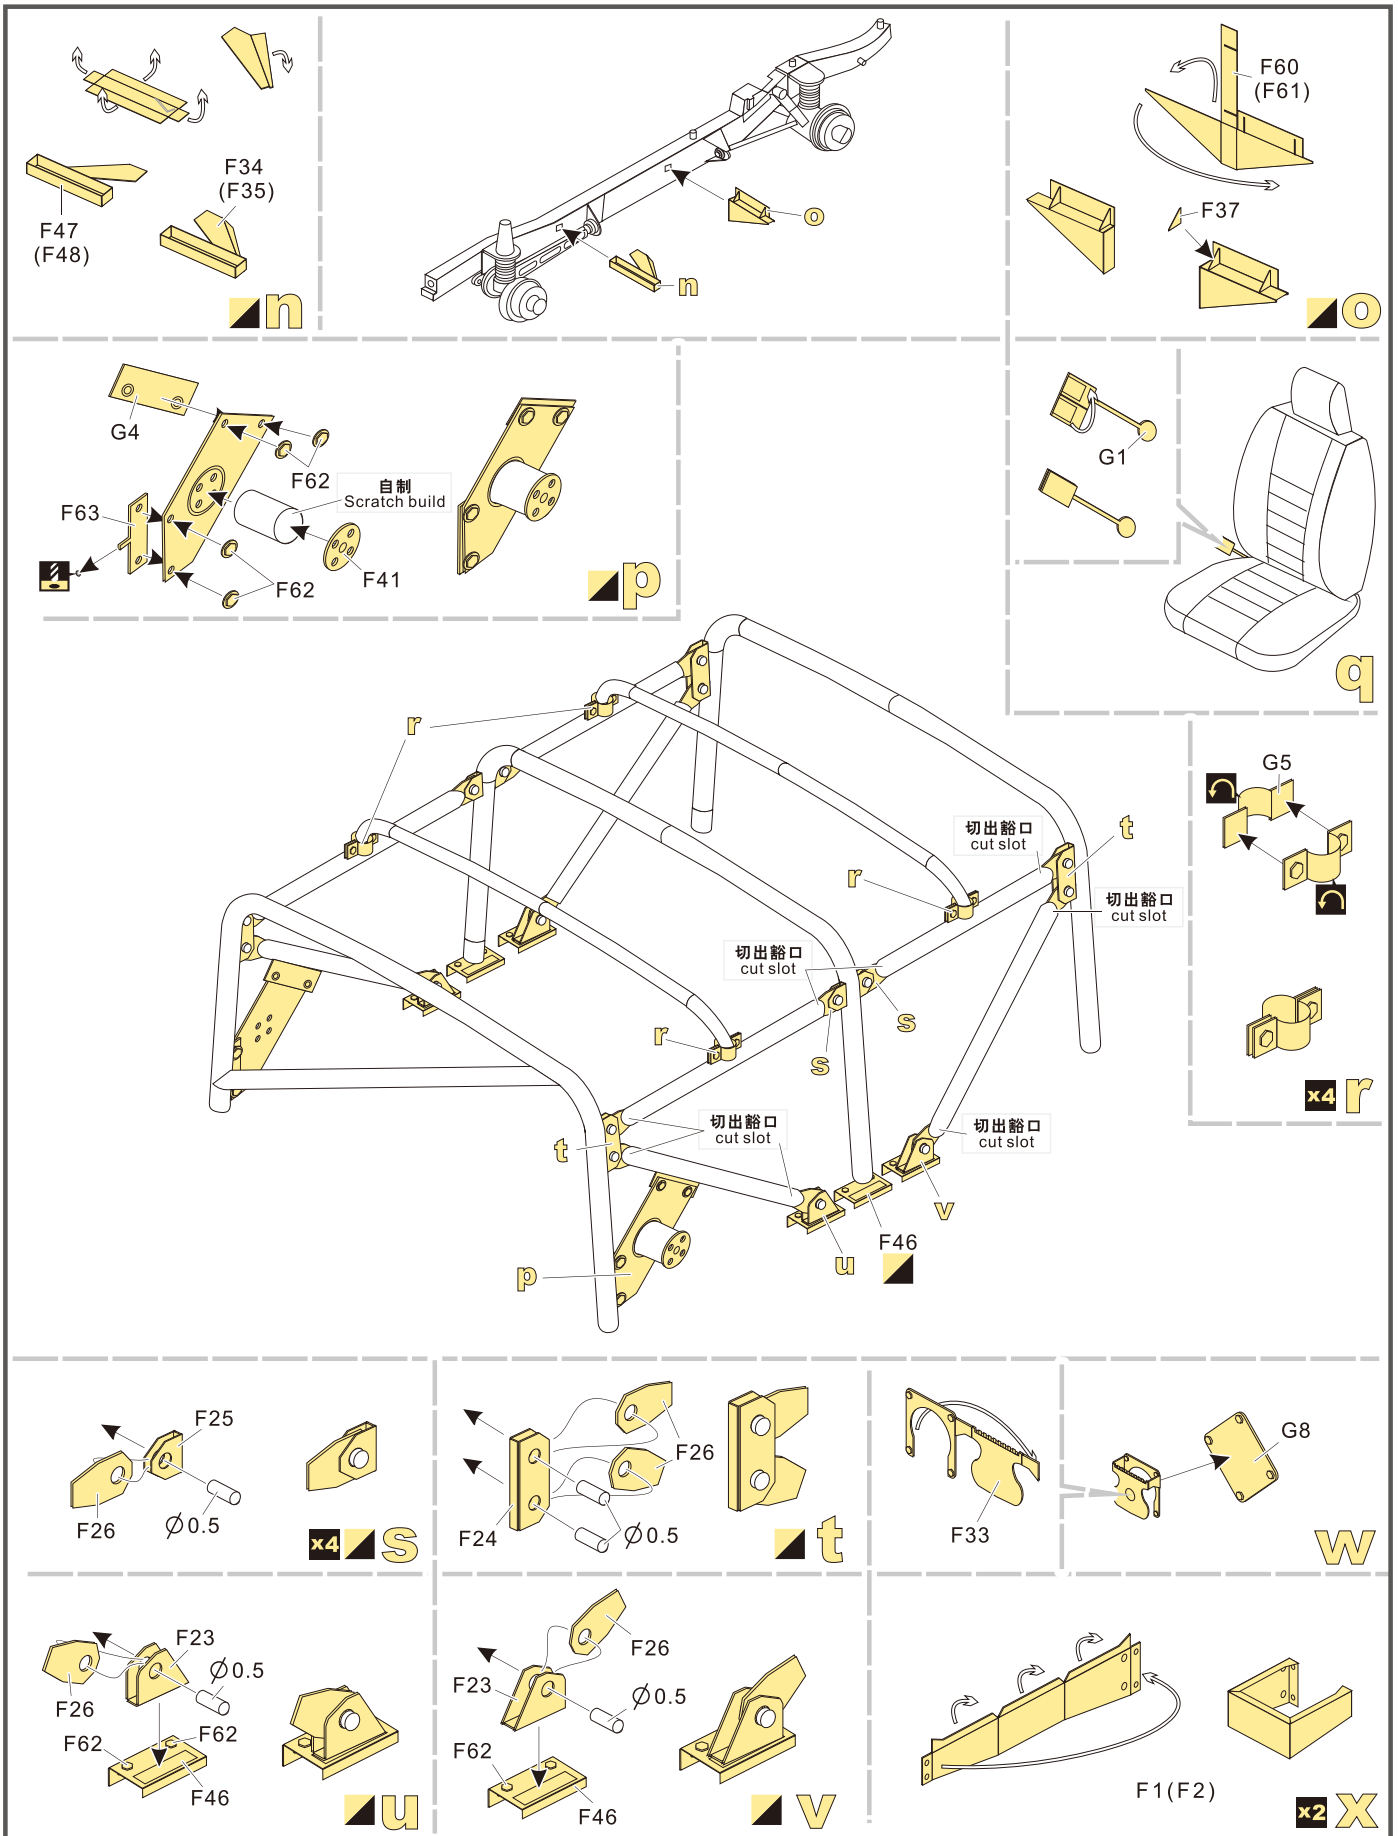 F47
(F48)
F34
(F35)
n
o
n
F60
(F61)
F37
o
G4
F62
自制
Scratch build
F63
F62
F41
p
G1
q
r
切出豁口
cut slot
t
r
切出豁口
cut slot
切出豁口
cut slot
s
r
s
切出豁口
cut slot
切出豁口
cut slot
t
v
F46
u
p
G5
x4 r
F25
F26
Ø0.5
x4 s
F26
F24
Ø0.5
t
F33
G8
w
F23
Ø0.5
F26
F62
F62
F46
u
F26
F23
Ø0.5
F62
F46
v
F1(F2)
x2 x